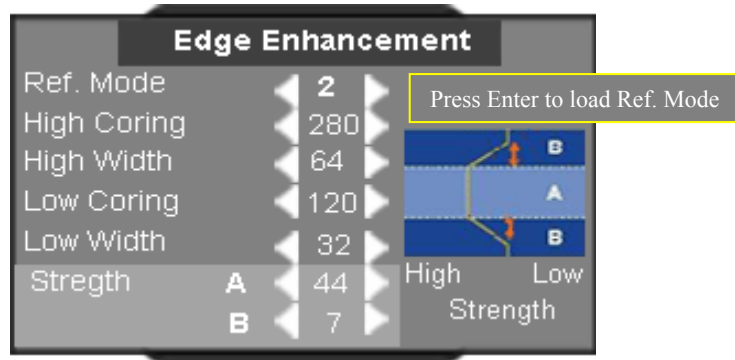 Edge Enhancement
Ref. Mode 2
Press Enter to load Ref. Mode
High Coring 280
High Width 64
Low Coring 120
Low Width 32
Stregth A 44
B 7
B
A
B
High Low
Strength